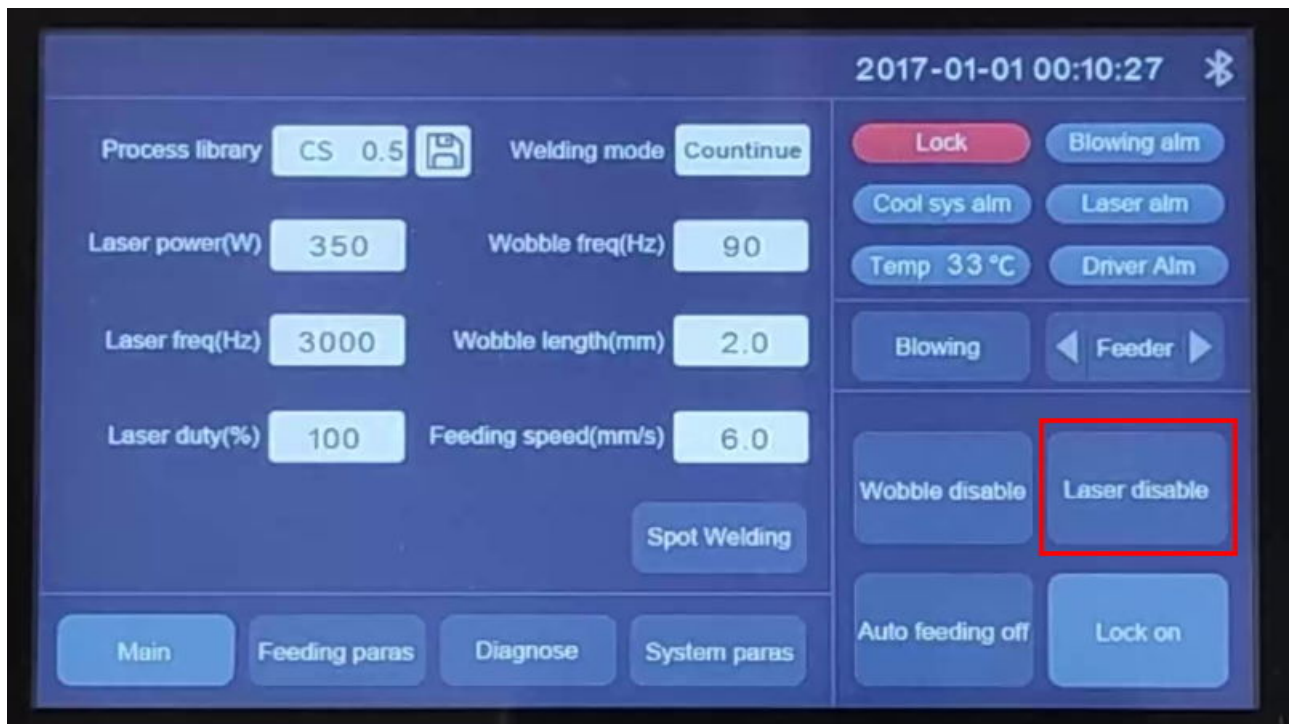 2017-01-01 00:10:27
Process library CS 0.5 Welding mode Countinue
Laser power(W) 350 Wobble freq(Hz) 90
Laser freq(Hz) 3000 Wobble length(mm) 2.0
Laser duty(%) 100 Feeding speed(mm/s) 6.0
Spot Welding
Main Feeding paras Diagnose System paras
Lock Blowing alm
Cool sys alm Laser alm
Temp 33℃ Driver Alm
Blowing Feeder
Wobble disable Laser disable
Auto feeding off Lock on